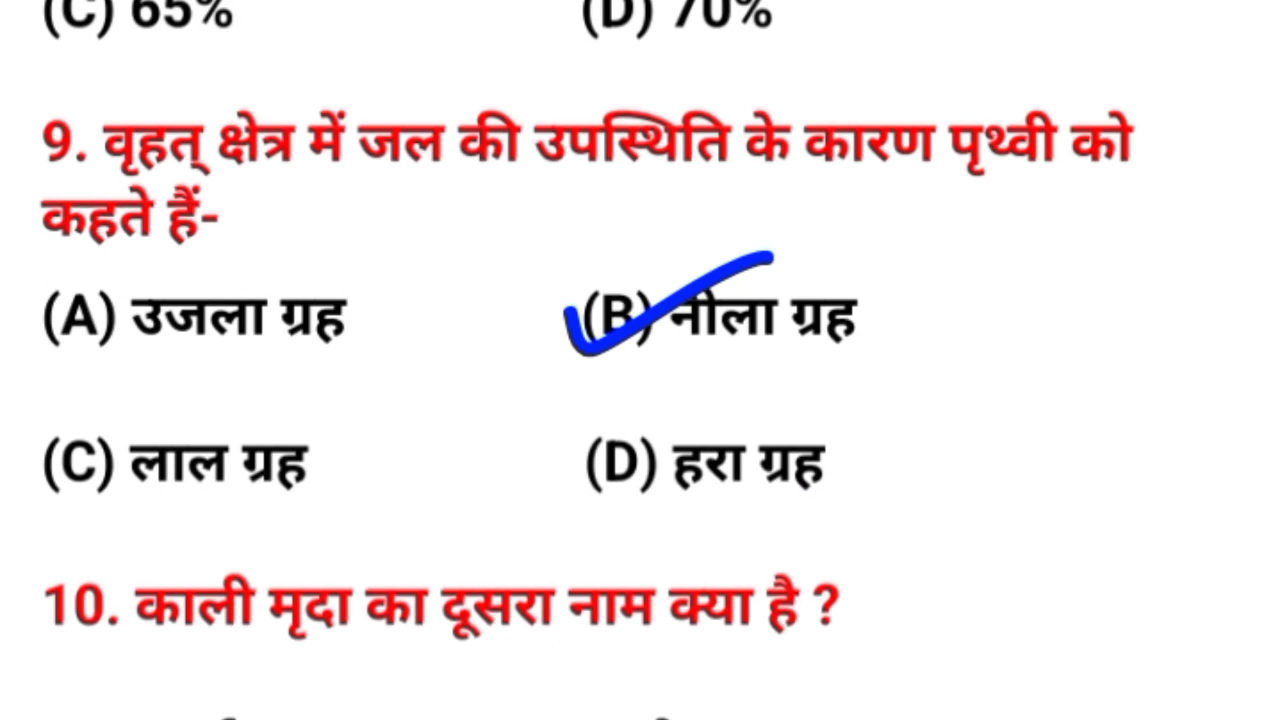 (C) 65% (D) 70%
9. वृहत् क्षेत्र में जल की उपस्थिति के कारण पृथ्वी को
कहते हैं-
(A) उजला ग्रह (B) नीला ग्रह
(C) लाल ग्रह (D) हरा ग्रह
10. काली मृदा का दूसरा नाम क्या है ?